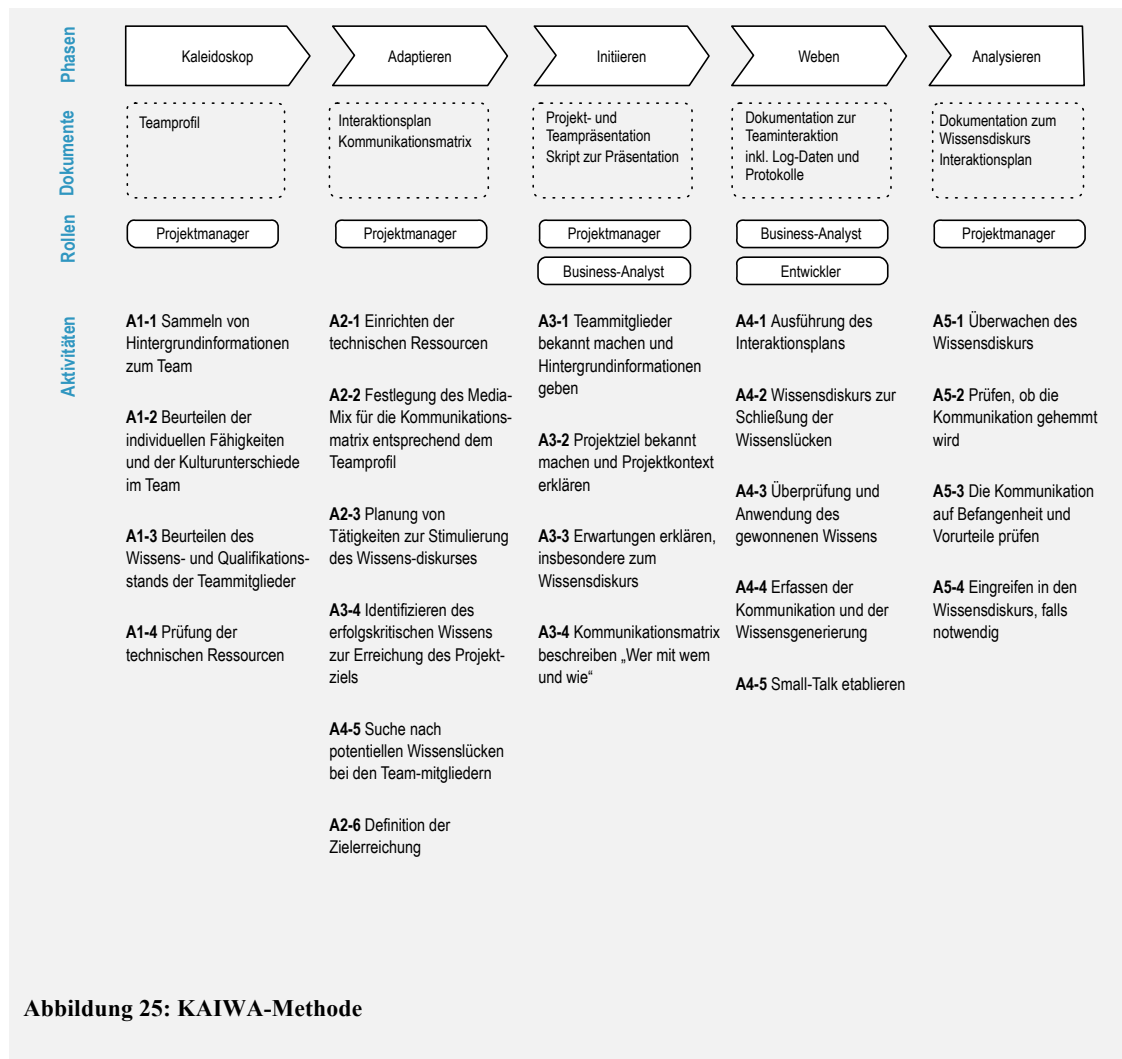 Phasen
Kaleidoskop
Adaptieren
Initiieren
Weben
Analysieren
Dokumente
Teamprofil
Interaktionsplan
Kommunikationsmatrix
Projekt- und
Teampräsentation
Skript zur Präsentation
Dokumentation zur
Teaminteraktion
inkl. Log-Daten und
Protokolle
Dokumentation zum
Wissensdiskurs
Interaktionsplan
Rollen
Projektmanager
Projektmanager
Projektmanager
Business-Analyst
Business-Analyst
Entwickler
Projektmanager
Aktivitäten
A1-1 Sammeln von
Hintergrundinformationen
zum Team
A1-2 Beurteilen der
individuellen Fähigkeiten
und der Kulturunterschiede
im Team
A1-3 Beurteilen des
Wissens- und Qualifikations-
stands der Teammitglieder
A1-4 Prüfung der
technischen Ressourcen
A2-1 Einrichten der
technischen Ressourcen
A2-2 Festlegung des Media-
Mix für die Kommunikations-
matrix entsprechend dem
Teamprofil
A2-3 Planung von
Tätigkeiten zur Stimulierung
des Wissens-diskurses
A3-4 Identifizieren des
erfolgskritischen Wissens
zur Erreichung des Projekt-
ziels
A4-5 Suche nach
potentiellen Wissenslücken
bei den Team-mitgliedern
A2-6 Definition der
Zielerreichung
A3-1 Teammitglieder
bekannt machen und
Hintergrundinformationen
geben
A3-2 Projektziel bekannt
machen und Projektkontext
erklären
A3-3 Erwartungen erklären,
insbesondere zum
Wissensdiskurs
A3-4 Kommunikationsmatrix
beschreiben „Wer mit wem
und wie“
A4-1 Ausführung des
Interaktionsplans
A4-2 Wissensdiskurs zur
Schließung der
Wissenslücken
A4-3 Überprüfung und
Anwendung des
gewonnenen Wissens
A4-4 Erfassen der
Kommunikation und der
Wissensgenerierung
A4-5 Small-Talk etablieren
A5-1 Überwachen des
Wissensdiskurs
A5-2 Prüfen, ob die
Kommunikation gehemmt
wird
A5-3 Die Kommunikation
auf Befangenheit und
Vorurteile prüfen
A5-4 Eingreifen in den
Wissensdiskurs, falls
notwendig
Abbildung 25: KAIWA-Methode